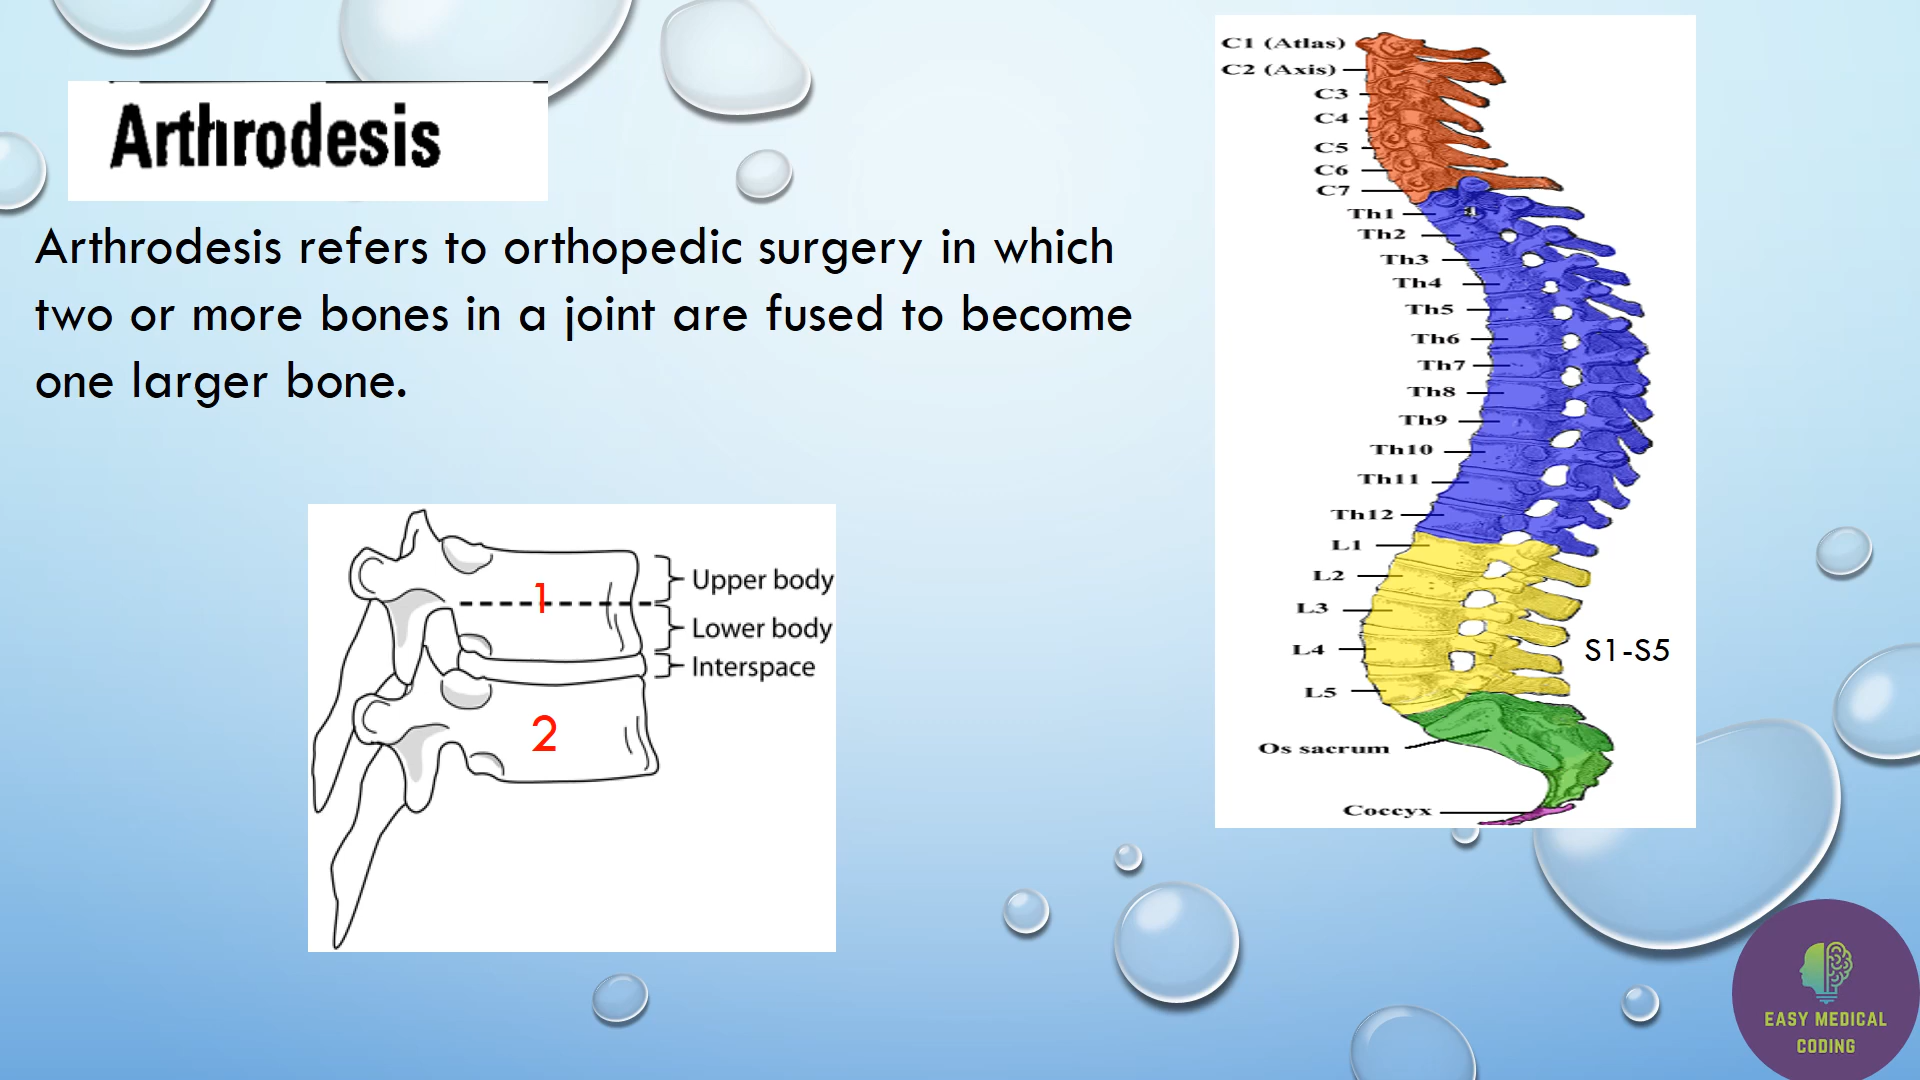 Arthrodesis
Arthrodesis refers to orthopedic surgery in which
two or more bones in a joint are fused to become
one larger bone.
1
2
Upper body
Lower body
Interspace
C1 (Atlas)
C2 (Axis)
C3
C4
C5
C6
C7
Th1
Th2
Th3
Th4
Th5
Th6
Th7
Th8
Th9
Th10
Th11
Th12
L1
L2
L3
L4
L5
S1-S5
Os sacrum
Coccyx
EASY MEDICAL
CODING